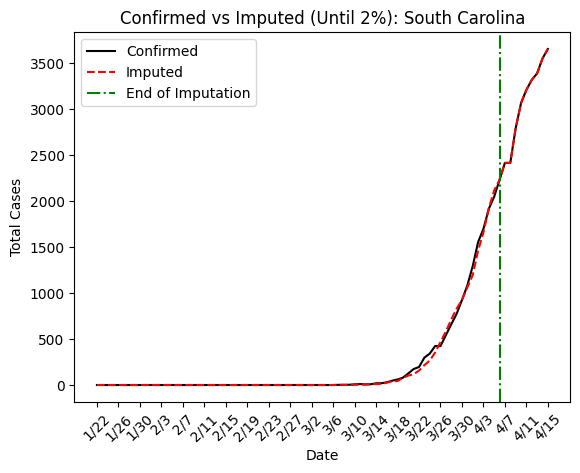 Confirmed vs Imputed (Until 2%): South Carolina
Confirmed
Imputed
End of Imputation
Total Cases
3500
3000
2500
2000
1500
1000
500
0
1/22 1/26 1/30 2/3 2/7 2/11 2/15 2/19 2/23 2/27 3/2 3/6 3/10 3/14 3/18 3/22 3/26 3/30 4/3 4/7 4/11 4/15
Date